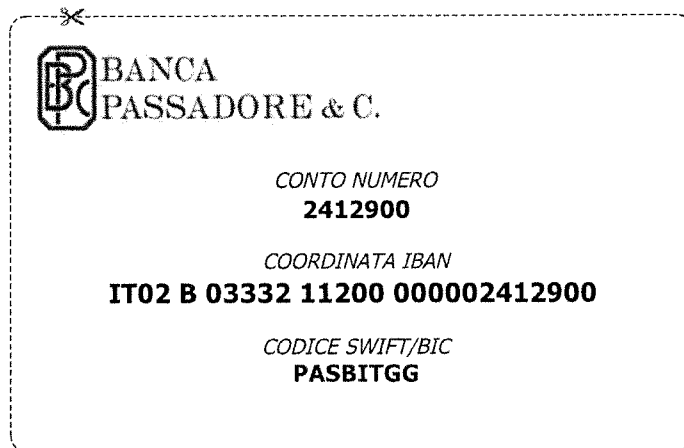 BANCA
PASSADORE & C.
CONTO NUMERO
2412900
COORDINATA IBAN
IT02 B 03332 11200 000002412900
CODICE SWIFT/BIC
PASBITGG